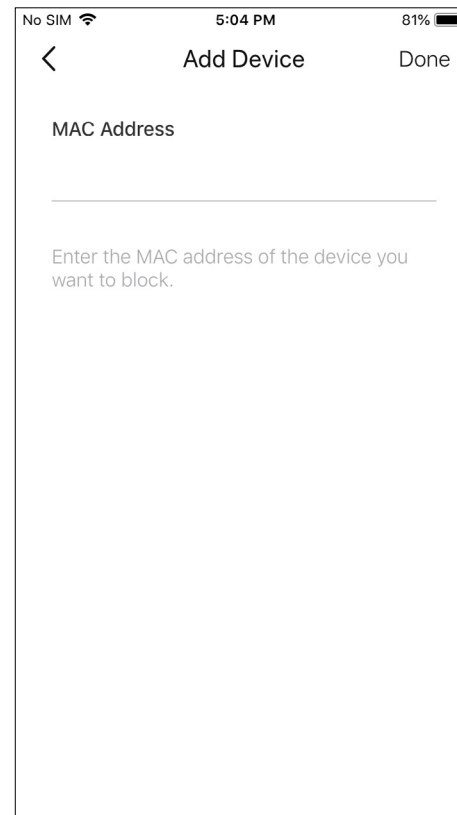 No SIM 5:04 PM 81%
Add Device Done
MAC Address
Enter the MAC address of the device you
want to block.